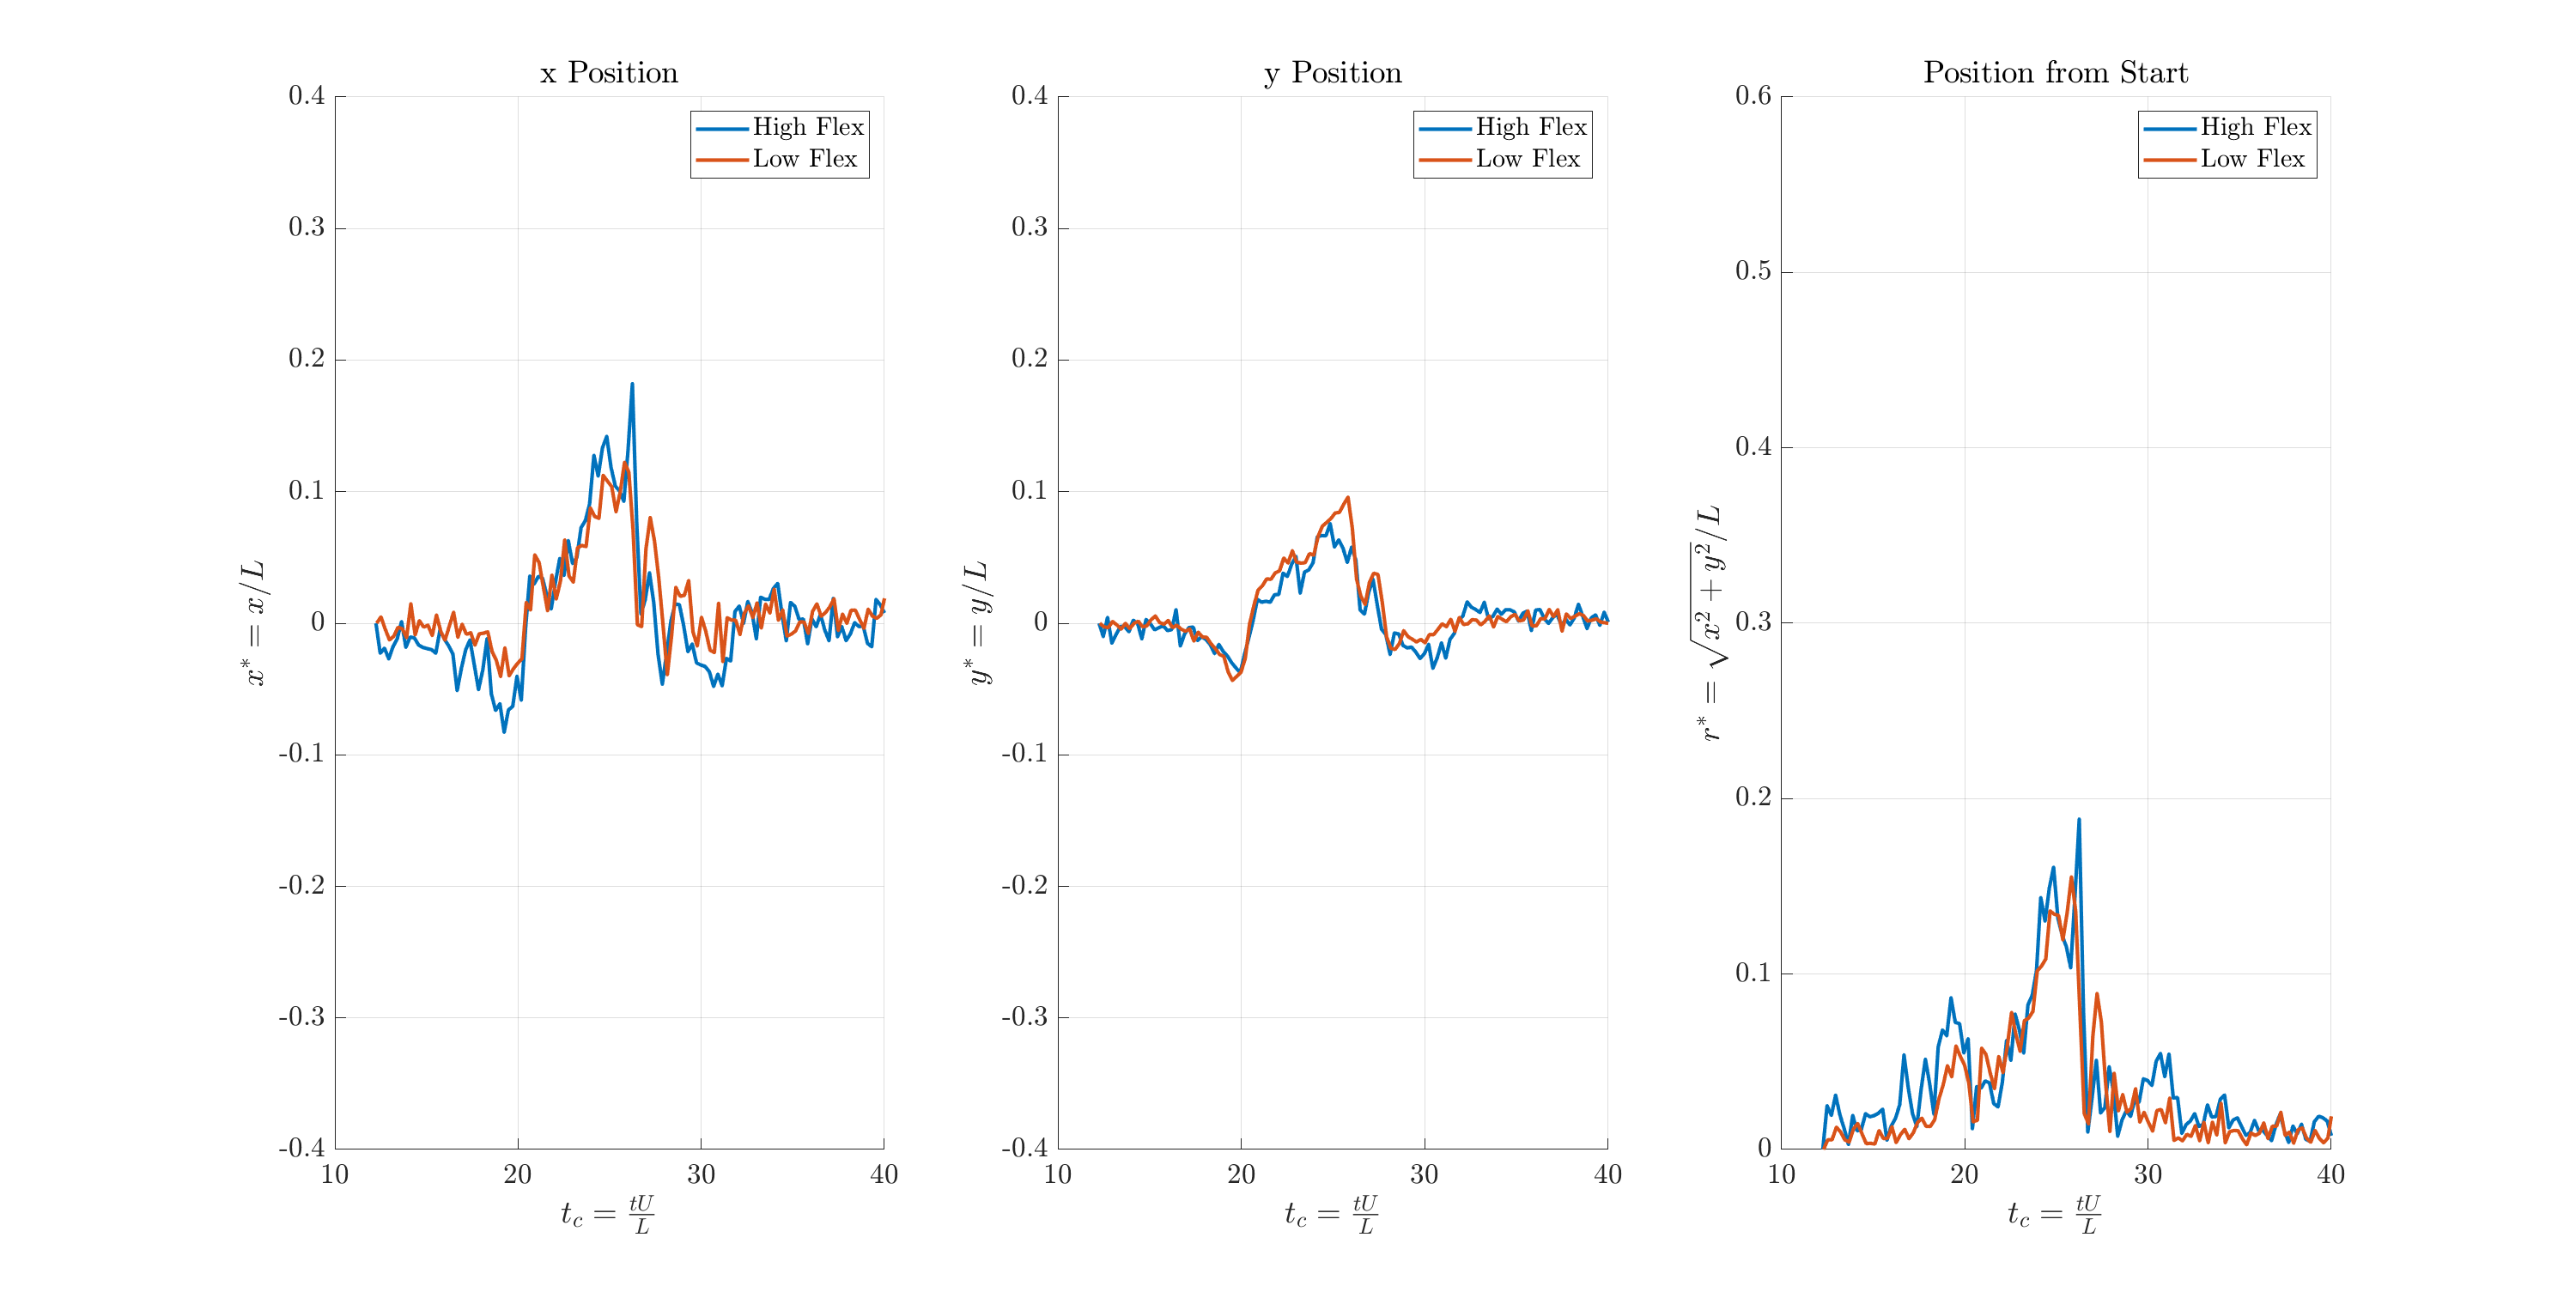 x Position
High Flex
Low Flex
0.4
0.3
0.2
0.1
0
-0.1
-0.2
-0.3
-0.4
10 20 30 40
x* = x/L
t_c = tU/L
y Position
High Flex
Low Flex
0.4
0.3
0.2
0.1
0
-0.1
-0.2
-0.3
-0.4
10 20 30 40
y* = y/L
t_c = tU/L
Position from Start
High Flex
Low Flex
0.6
0.5
0.4
0.3
0.2
0.1
0
10 20 30 40
r* = √(x² + y²)/L
t_c = tU/L